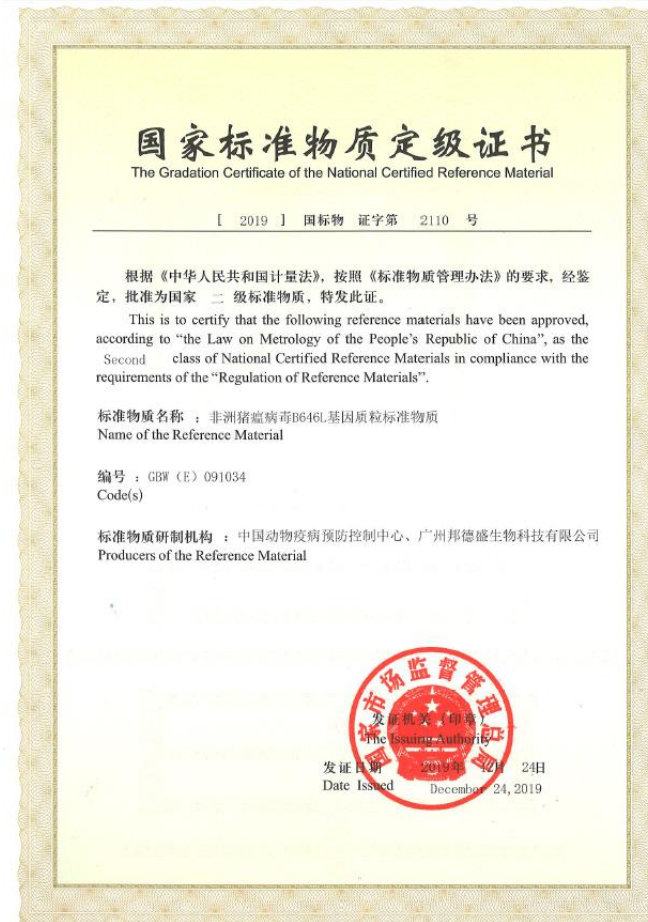 国家标准物质定级证书
The Gradation Certificate of the National Certified Reference Material
[ 2019 ] 国标物 证字第 2110 号
根据《中华人民共和国计量法》，按照《标准物质管理办法》的要求，经鉴
定，批准为国家 二 级标准物质，特发此证。
This is to certify that the following reference materials have been approved,
according to “the Law on Metrology of the People’s Republic of China”, as the
Second class of National Certified Reference Materials in compliance with the
requirements of the “Regulation of Reference Materials”.
标准物质名称 ：非洲猪瘟病毒B646L基因质粒标准物质
Name of the Reference Material
编号 ：GBW（E）091034
Code(s)
标准物质研制机构 ：中国动物疫病预防控制中心、广州邦德盛生物科技有限公司
Producers of the Reference Material
国家市场监督管理总局
发证机关（印章）
The Issuing Authority
发证日期 2019年 12月 24日
Date Issued December 24,2019